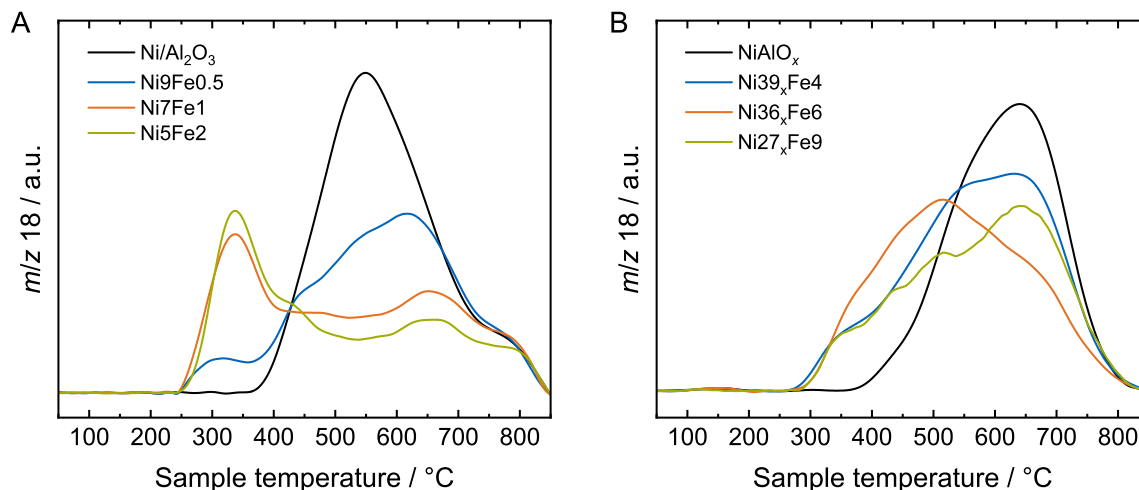 A
Ni/Al₂O₃
Ni9Fe0.5
Ni7Fe1
Ni5Fe2
m/z 18 / a.u.
100 200 300 400 500 600 700 800
Sample temperature / °C
B
NiAlOₓ
Ni39ₓFe4
Ni36ₓFe6
Ni27ₓFe9
m/z 18 / a.u.
100 200 300 400 500 600 700 800
Sample temperature / °C